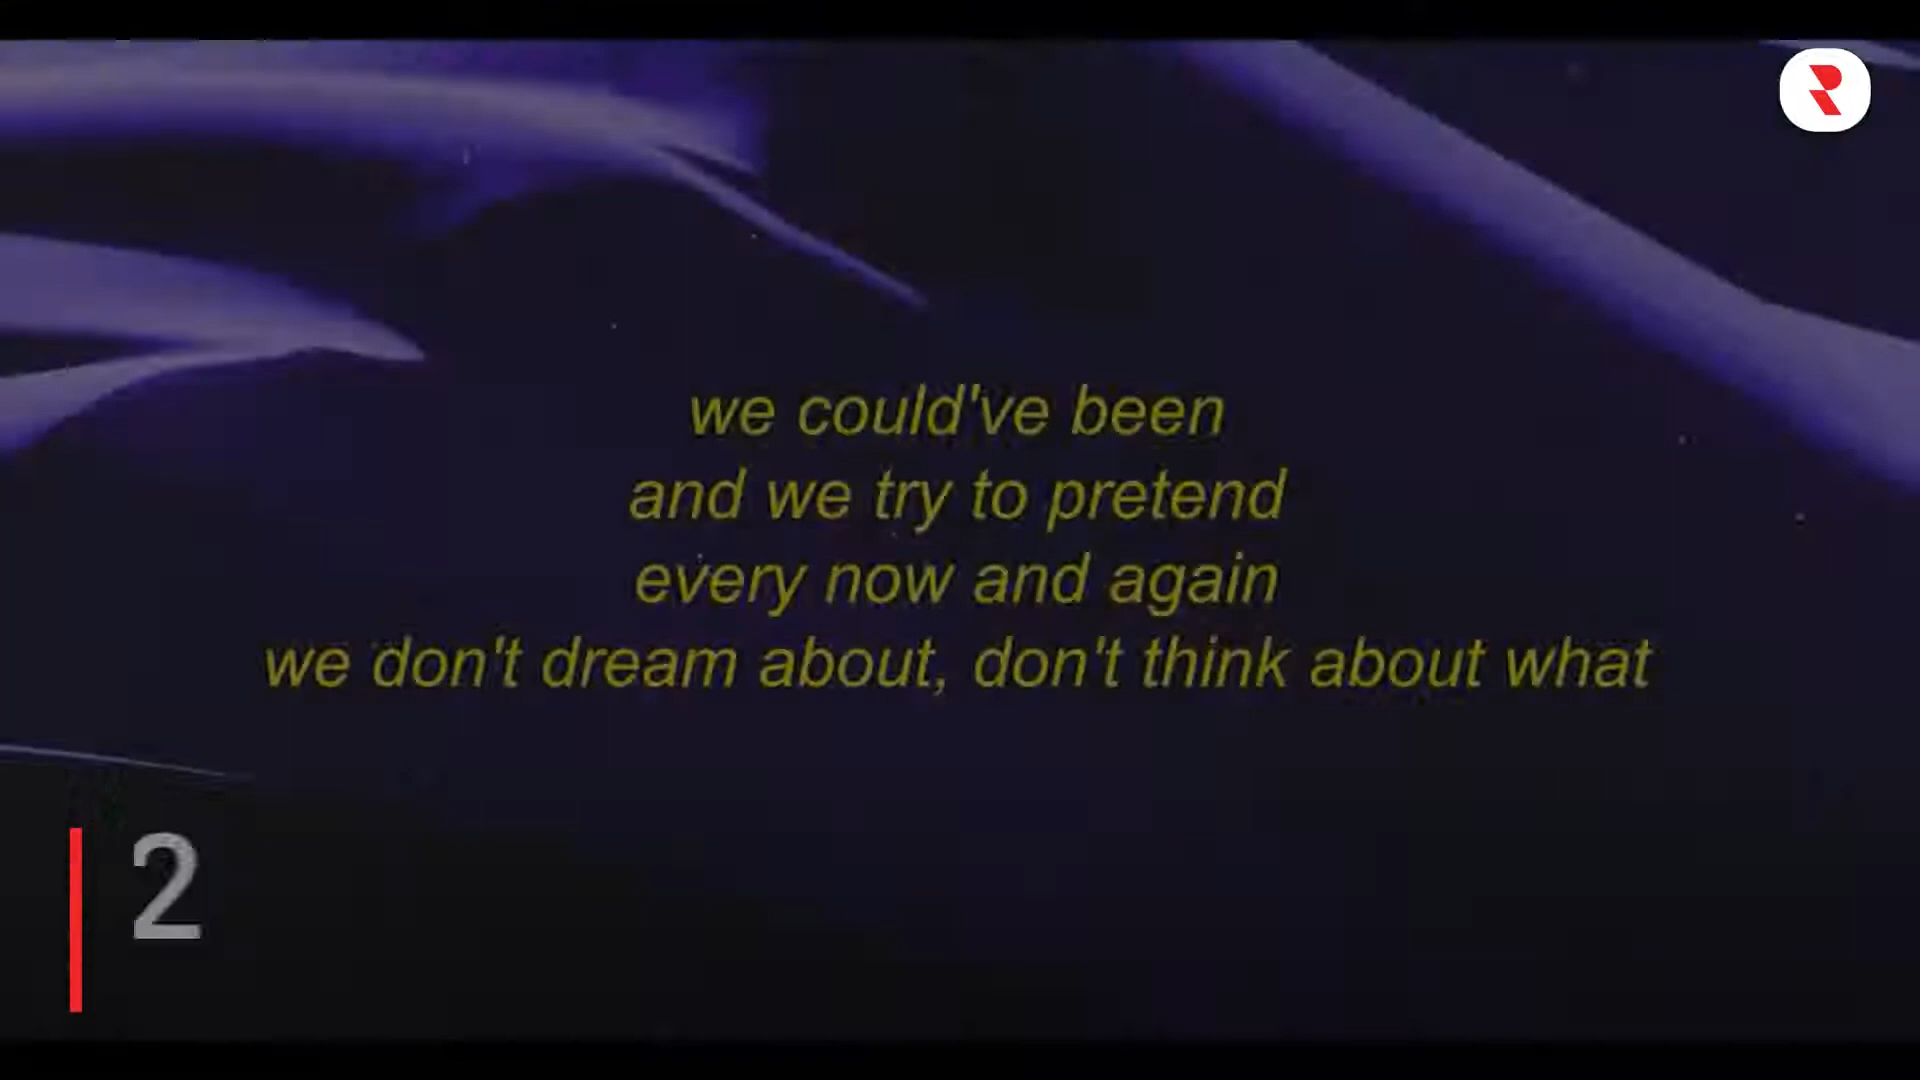 we could've been
and we try to pretend
every now and again
we don't dream about, don't think about what
2